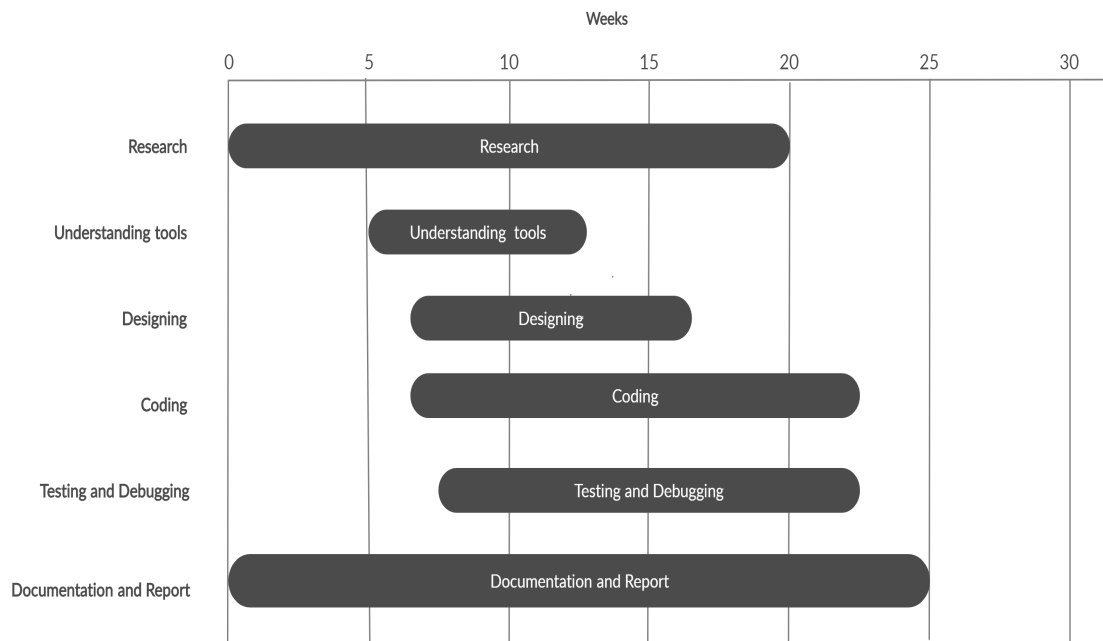 Weeks
0 5 10 15 20 25 30
Research Research
Understanding tools Understanding tools
Designing Designing
Coding Coding
Testing and Debugging Testing and Debugging
Documentation and Report Documentation and Report